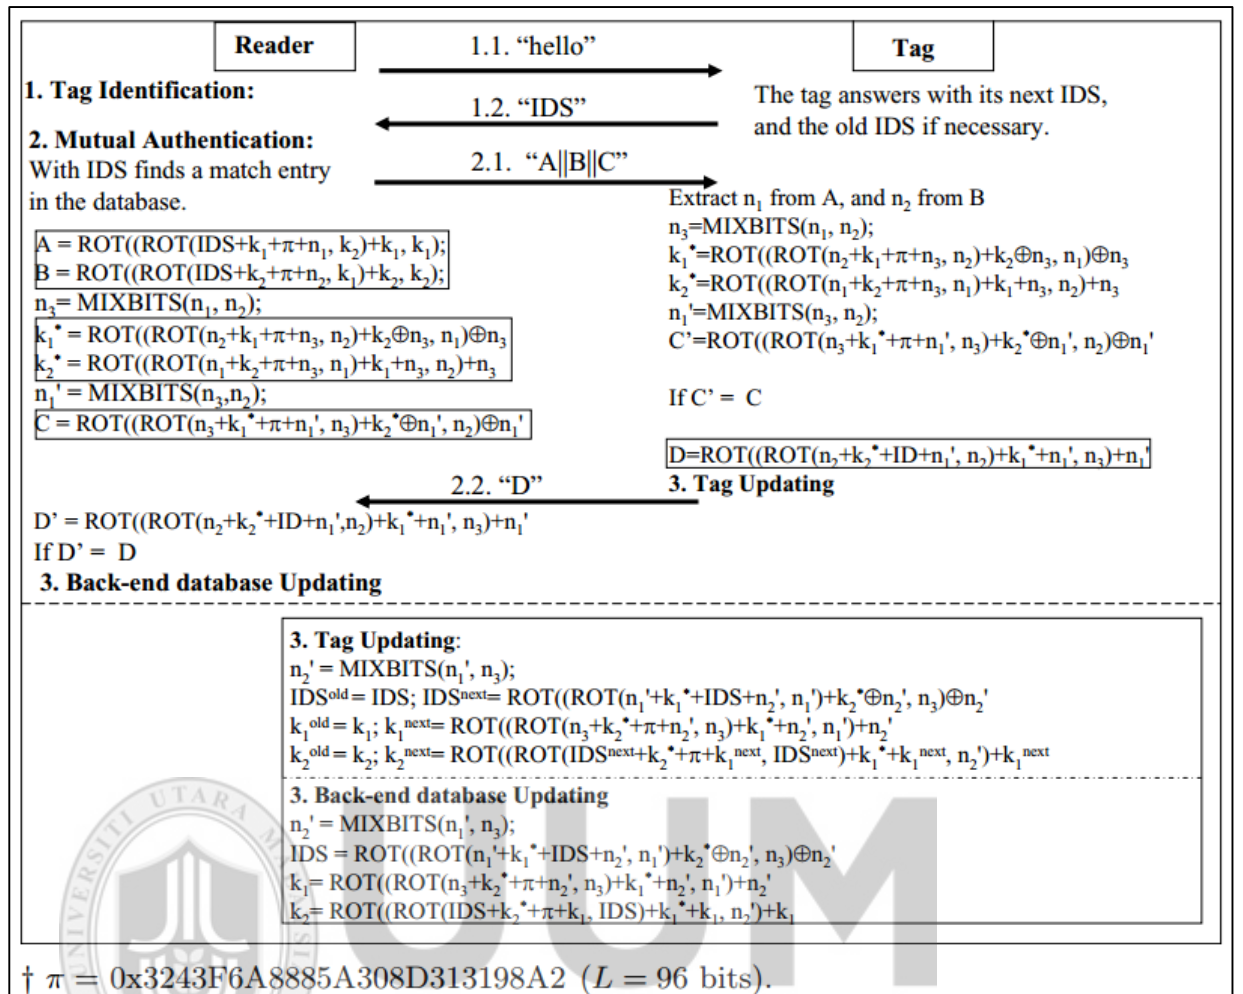 Reader
1.1. “hello”
Tag
1. Tag Identification:
1.2. “IDS”
The tag answers with its next IDS,
and the old IDS if necessary.
2. Mutual Authentication:
With IDS finds a match entry
in the database.
2.1. “A||B||C”
A = ROT((ROT(IDS+k₁+π+n₁, k₂)+k₁, k₁);
B = ROT((ROT(IDS+k₂+π+n₂, k₁)+k₂, k₂);
n₃= MIXBITS(n₁, n₂);
k₁* = ROT((ROT(n₂+k₁+π+n₃, n₂)+k₂⊕n₃, n₁)⊕n₃
k₂* = ROT((ROT(n₁+k₂+π+n₃, n₁)+k₁+n₃, n₂)+n₃
n₁' = MIXBITS(n₃,n₂);
C = ROT((ROT(n₃+k₁*+π+n₁', n₃)+k₂*⊕n₁', n₂)⊕n₁'
Extract n₁ from A, and n₂ from B
n₃=MIXBITS(n₁, n₂);
k₁*=ROT((ROT(n₂+k₁+π+n₃, n₂)+k₂⊕n₃, n₁)⊕n₃
k₂*=ROT((ROT(n₁+k₂+π+n₃, n₁)+k₁+n₃, n₂)+n₃
n₁'=MIXBITS(n₃, n₂);
C’=ROT((ROT(n₃+k₁*+π+n₁', n₃)+k₂*⊕n₁', n₂)⊕n₁'
If C’ = C
D=ROT((ROT(n₂+k₂*+ID+n₁', n₂)+k₁*+n₁', n₃)+n₁'
3. Tag Updating
2.2. “D”
D’ = ROT((ROT(n₂+k₂*+ID+n₁',n₂)+k₁*+n₁', n₃)+n₁'
If D’ = D
3. Back-end database Updating
3. Tag Updating:
n₂' = MIXBITS(n₁', n₃);
IDSᵒˡᵈ = IDS; IDSⁿᵉˣᵗ= ROT((ROT(n₁'+k₁*+IDS+n₂', n₁')+k₂*⊕n₂', n₃)⊕n₂'
k₁ᵒˡᵈ = k₁; k₁ⁿᵉˣᵗ= ROT((ROT(n₃+k₂*+π+n₂', n₃)+k₁*+n₂', n₁')+n₂'
k₂ᵒˡᵈ = k₂; k₂ⁿᵉˣᵗ= ROT((ROT(IDSⁿᵉˣᵗ+k₂*+π+k₁ⁿᵉˣᵗ, IDSⁿᵉˣᵗ)+k₁*+k₁ⁿᵉˣᵗ, n₂')+k₁ⁿᵉˣᵗ
3. Back-end database Updating
n₂' = MIXBITS(n₁', n₃);
IDS = ROT((ROT(n₁'+k₁*+IDS+n₂', n₁')+k₂*⊕n₂', n₃)⊕n₂'
k₁= ROT((ROT(n₃+k₂*+π+n₂', n₃)+k₁*+n₂', n₁')+n₂'
k₂= ROT((ROT(IDS+k₂*+π+k₁, IDS)+k₁*+k₁, n₂')+k₁
† π = 0x3243F6A8885A308D313198A2 (L = 96 bits).
UUM
UNIVERSITI UTARA